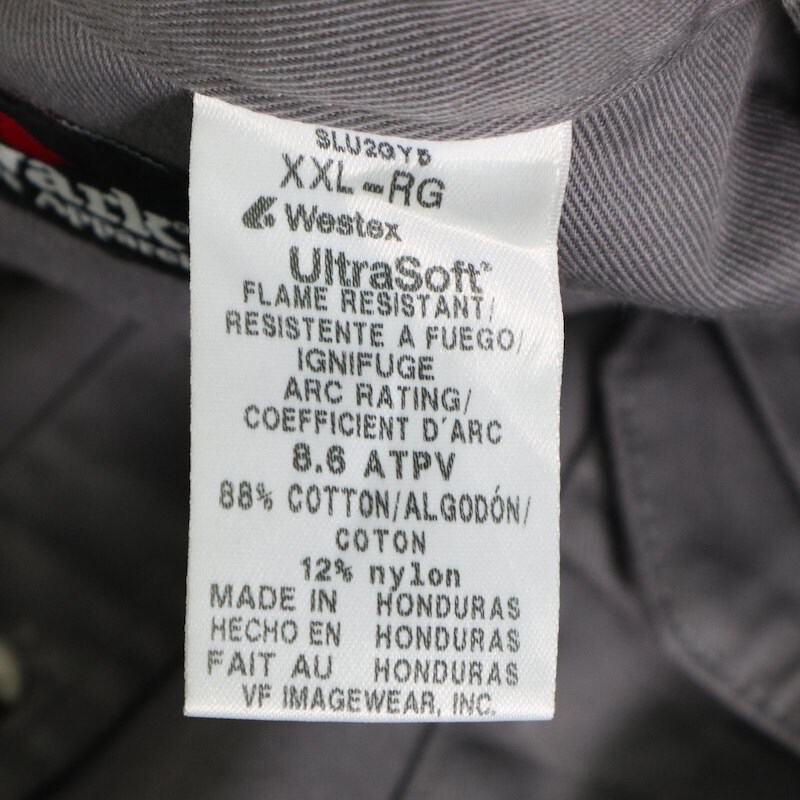 SLU2GY5
XXL-RG
Westex
UltraSoft™
FLAME RESISTANT/
RESISTENTE A FUEGO/
IGNIFUGE
ARC RATING/
COEFFICIENT D'ARC
8.6 ATPV
88% COTTON/ALGODÓN/
COTON
12% nylon
MADE IN HONDURAS
HECHO EN HONDURAS
FAIT AU HONDURAS
VF IMAGEWEAR, INC.